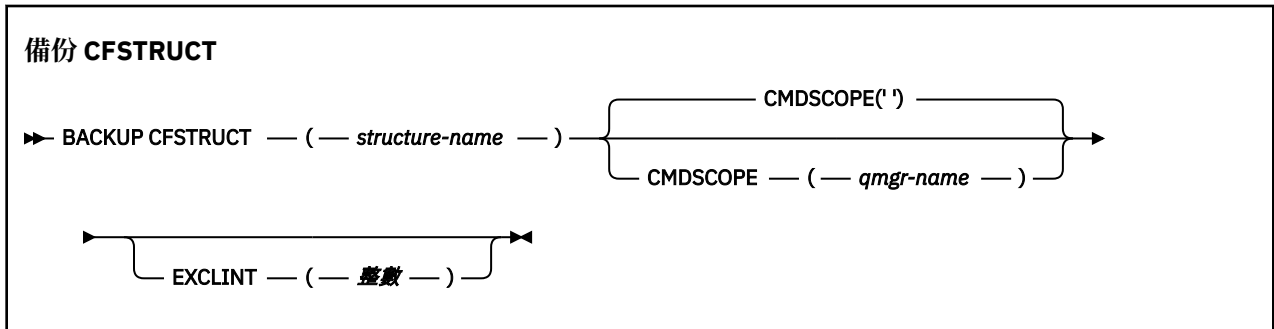 備份 CFSTRUCT
CMDSCOPE(' ')
BACKUP CFSTRUCT ( structure-name )
CMDSCOPE ( qmgr-name )
EXCLINT ( 整數 )